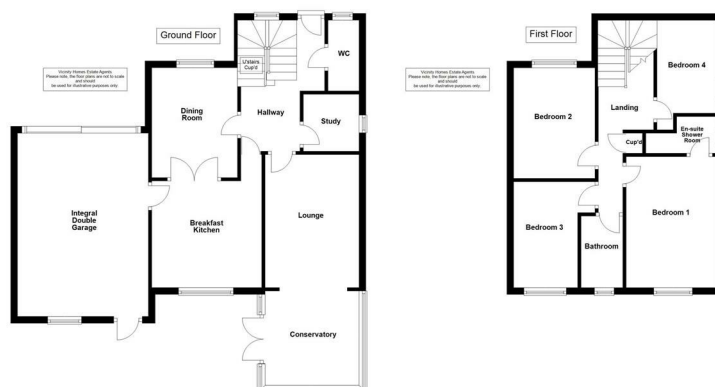 Ground Floor
Vicinity Homes Estate Agents.
Please note, the floor plans are not to scale
and should
be used for illustrative purposes only.
U'stairs
Cup'd
WC
Dining
Room
Hallway
Study
Integral
Double
Garage
Breakfast
Kitchen
Lounge
Conservatory
First Floor
Vicinity Homes Estate Agents.
Please note, the floor plans are not to scale
and should
be used for illustrative purposes only.
Bedroom 4
Bedroom 2
Landing
En-suite
Shower
Room
Cup'd
Bedroom 3
Bathroom
Bedroom 1